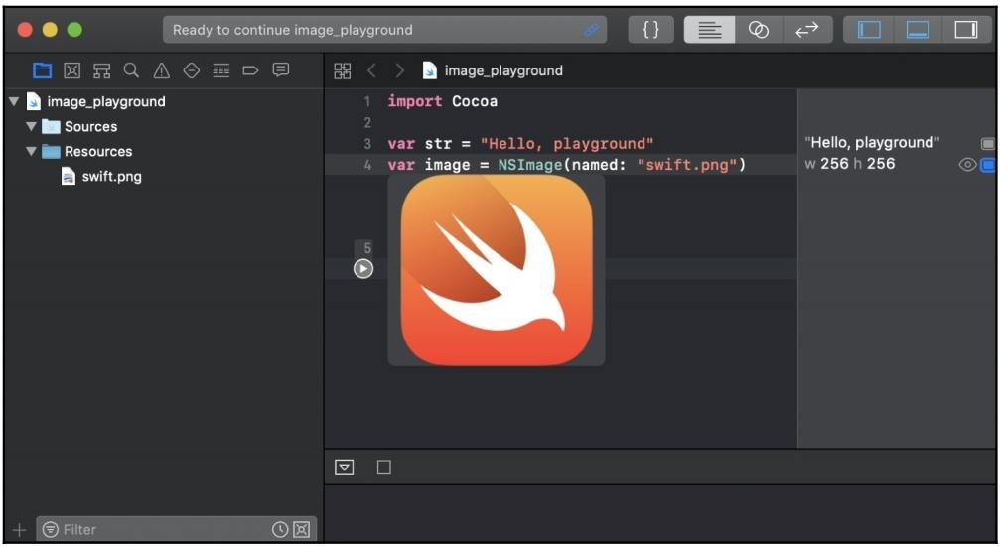 Ready to continue image_playground
{}
image_playground
image_playground
Sources
Resources
swift.png
1 import Cocoa
2
3 var str = "Hello, playground"
4 var image = NSImage(named: "swift.png")
5
"Hello, playground"
w 256 h 256
Filter